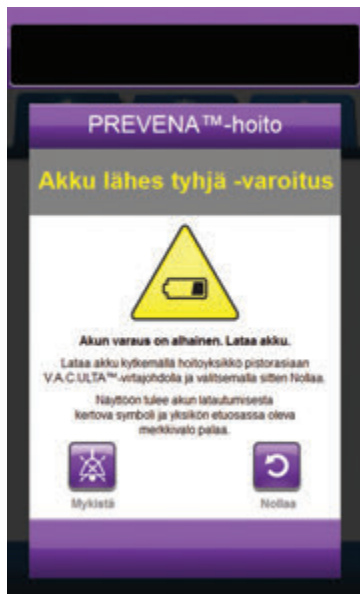 PREVENA™-hoito
Akku lähes tyhjä -varoitus
Akun varaus on alhainen. Lataa akku.
Lataa akku kytkemällä hoitoyksikkö pistorasiaan
V.A.C.ULTA™-virtajohdolla ja valitsemalla sitten Nollaa.
Näyttöön tulee akun latautumisesta
kertova symboli ja yksikön etuosassa oleva
merkkivalo palaa.
Mykistä
Nollaa